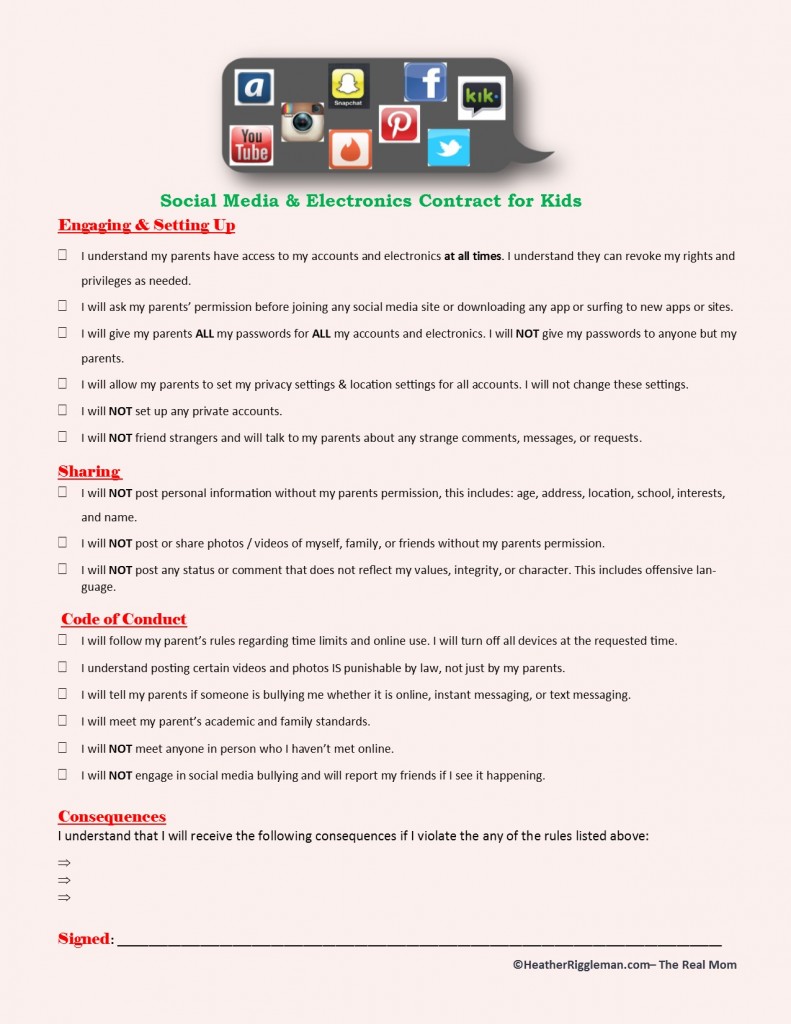 a
Snapchat
f
kik
You
Tube
Social Media & Electronics Contract for Kids
Engaging & Setting Up
I understand my parents have access to my accounts and electronics at all times. I understand they can revoke my rights and
privileges as needed.
I will ask my parents’ permission before joining any social media site or downloading any app or surfing to new apps or sites.
I will give my parents ALL my passwords for ALL my accounts and electronics. I will NOT give my passwords to anyone but my
parents.
I will allow my parents to set my privacy settings & location settings for all accounts. I will not change these settings.
I will NOT set up any private accounts.
I will NOT friend strangers and will talk to my parents about any strange comments, messages, or requests.
Sharing
I will NOT post personal information without my parents permission, this includes: age, address, location, school, interests,
and name.
I will NOT post or share photos / videos of myself, family, or friends without my parents permission.
I will NOT post any status or comment that does not reflect my values, integrity, or character. This includes offensive lan-
guage.
Code of Conduct
I will follow my parent’s rules regarding time limits and online use. I will turn off all devices at the requested time.
I understand posting certain videos and photos IS punishable by law, not just by my parents.
I will tell my parents if someone is bullying me whether it is online, instant messaging, or text messaging.
I will meet my parent’s academic and family standards.
I will NOT meet anyone in person who I haven’t met online.
I will NOT engage in social media bullying and will report my friends if I see it happening.
Consequences
I understand that I will receive the following consequences if I violate the any of the rules listed above:
⇒
⇒
⇒
Signed: ____________________
©HeatherRiggleman.com– The Real Mom